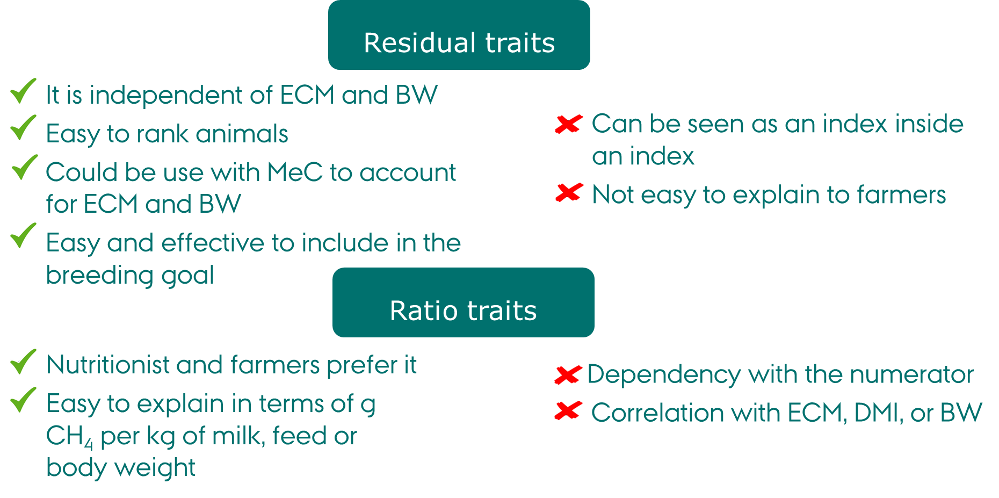 Residual traits
It is independent of ECM and BW
Easy to rank animals
Could be use with MeC to account
for ECM and BW
Easy and effective to include in the
breeding goal
Can be seen as an index inside
an index
Not easy to explain to farmers
Ratio traits
Nutritionist and farmers prefer it
Easy to explain in terms of g
CH₄ per kg of milk, feed or
body weight
Dependency with the numerator
Correlation with ECM, DMI, or BW